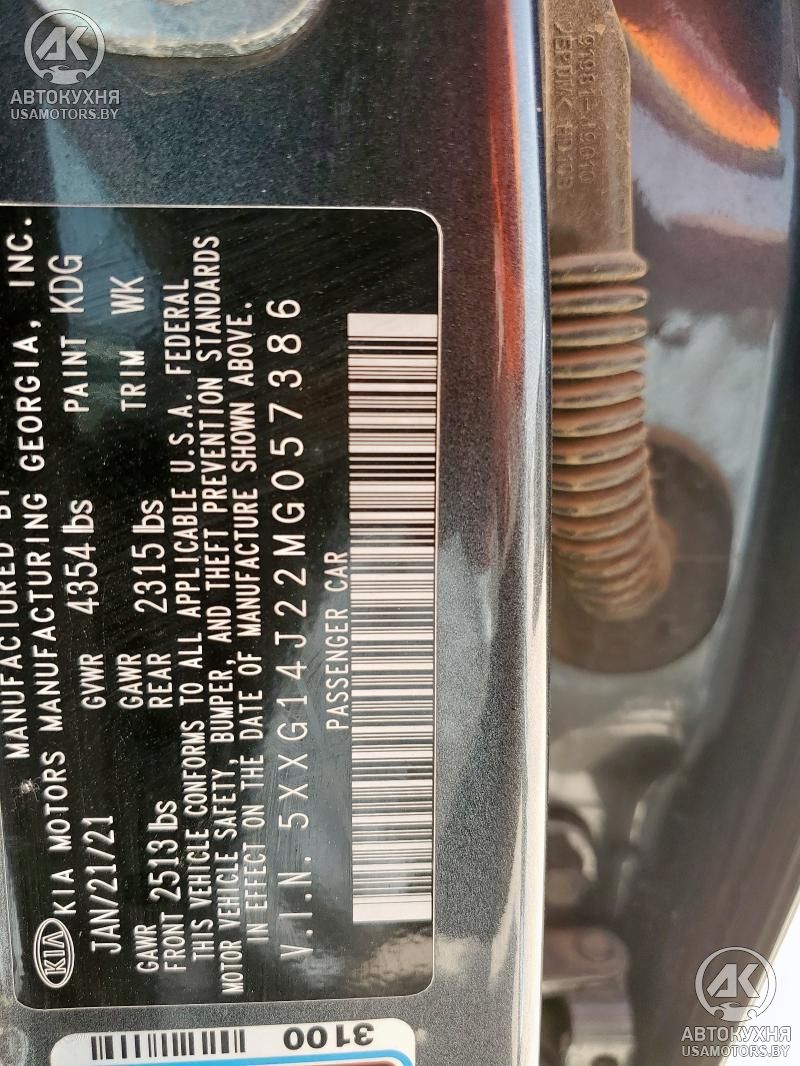 АВТОКУХНЯ
USAMOTORS.BY
MANUFACTURED BY
KIA MOTORS MANUFACTURING GEORGIA, INC.
JAN/21/21 GVWR 4354 lbs PAINT KDG
GAWR FRONT 2513 lbs GAWR REAR 2315 lbs TRIM WK
THIS VEHICLE CONFORMS TO ALL APPLICABLE U.S.A. FEDERAL
MOTOR VEHICLE SAFETY, BUMPER, AND THEFT PREVENTION STANDARDS
IN EFFECT ON THE DATE OF MANUFACTURE SHOWN ABOVE.
V.I.N. 5XXG14J22MG057386
PASSENGER CAR
KIA
3100
АВТОКУХНЯ
USAMOTORS.BY